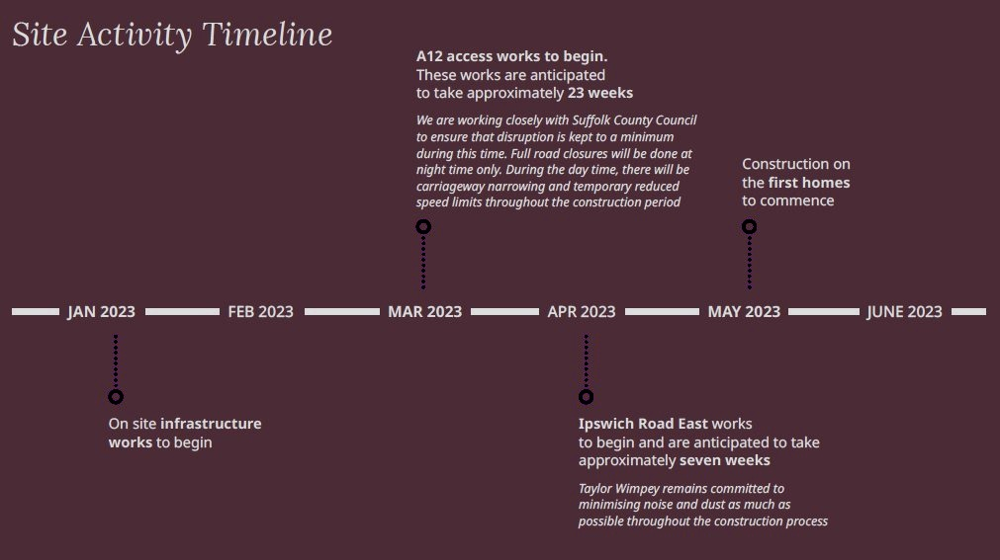 Site Activity Timeline
A12 access works to begin.
These works are anticipated
to take approximately 23 weeks
We are working closely with Suffolk County Council
to ensure that disruption is kept to a minimum
during this time. Full road closures will be done at
night time only. During the day time, there will be
carriageway narrowing and temporary reduced
speed limits throughout the construction period
Construction on
the first homes
to commence
JAN 2023
FEB 2023
MAR 2023
APR 2023
MAY 2023
JUNE 2023
On site infrastructure
works to begin
Ipswich Road East works
to begin and are anticipated to take
approximately seven weeks
Taylor Wimpey remains committed to
minimising noise and dust as much as
possible throughout the construction process